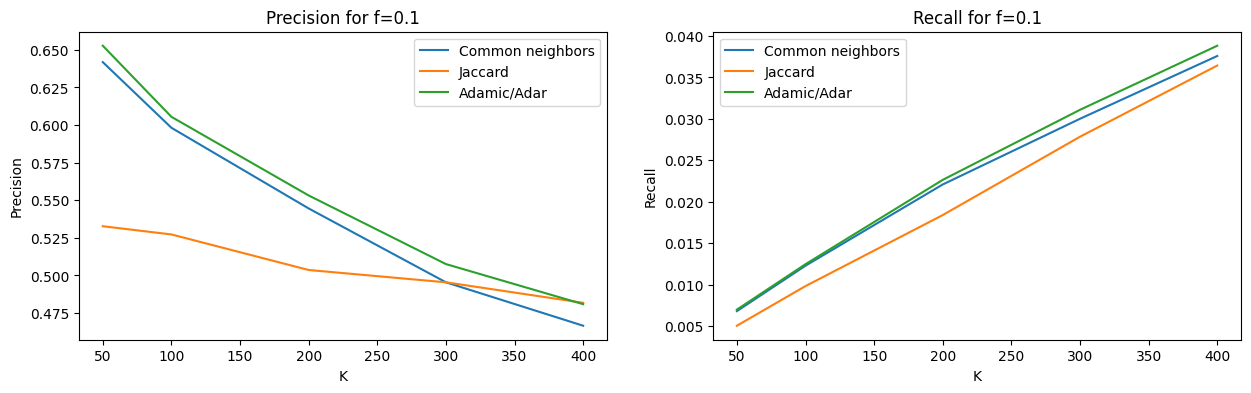 Precision for f=0.1
Precision
0.650
0.625
0.600
0.575
0.550
0.525
0.500
0.475
Common neighbors
Jaccard
Adamic/Adar
50 100 150 200 250 300 350 400
K
Recall for f=0.1
Recall
0.040
0.035
0.030
0.025
0.020
0.015
0.010
0.005
Common neighbors
Jaccard
Adamic/Adar
50 100 150 200 250 300 350 400
K